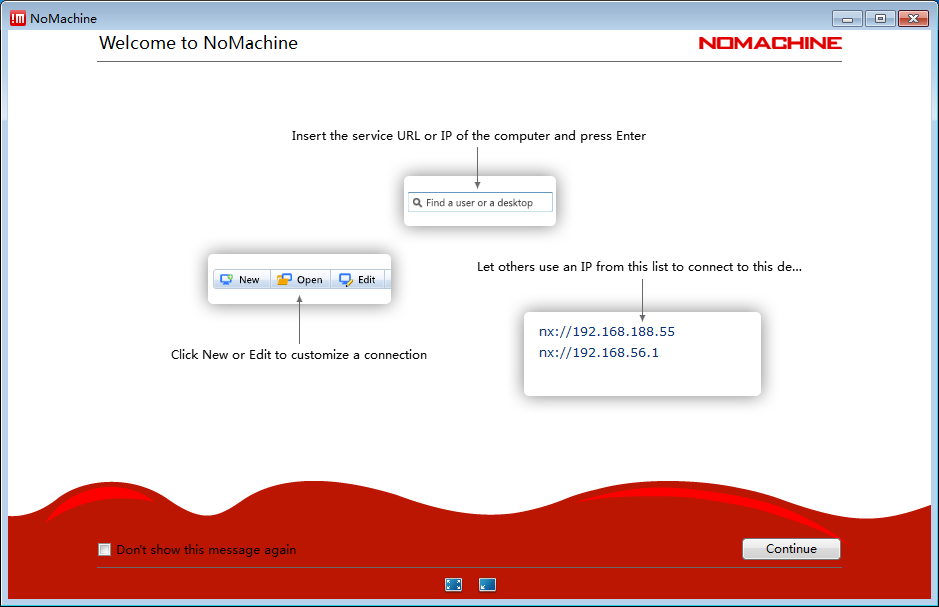 NoMachine
Welcome to NoMachine
NOMACHINE
Insert the service URL or IP of the computer and press Enter
Find a user or a desktop
New Open Edit
Let others use an IP from this list to connect to this de...
nx://192.168.188.55
nx://192.168.56.1
Click New or Edit to customize a connection
Don't show this message again
Continue